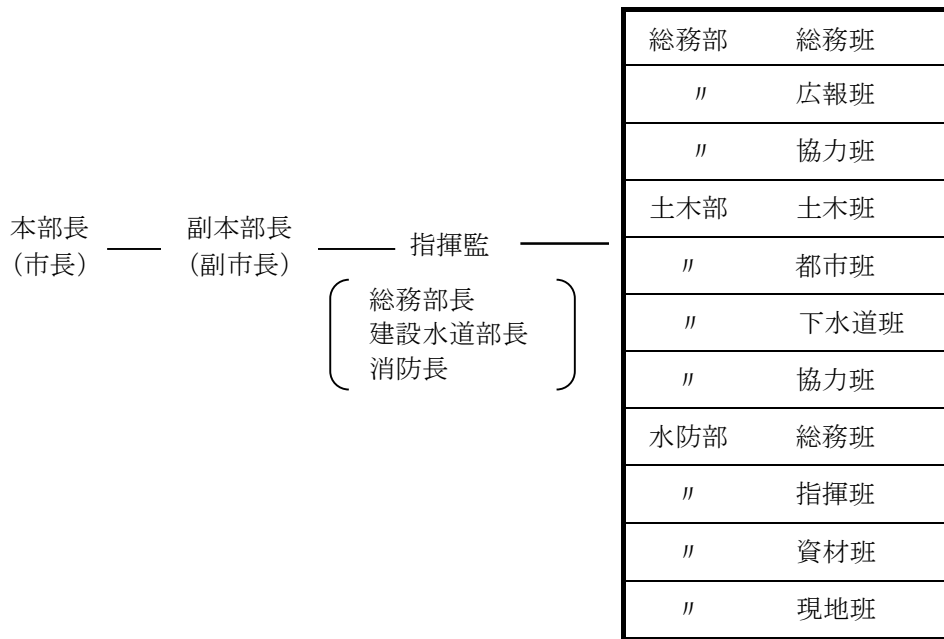 本部長
（市長）
副本部長
（副市長）
指揮監
総務部長
建設水道部長
消防長
総務部 総務班
〃 広報班
〃 協力班
土木部 土木班
〃 都市班
〃 下水道班
〃 協力班
水防部 総務班
〃 指揮班
〃 資材班
〃 現地班